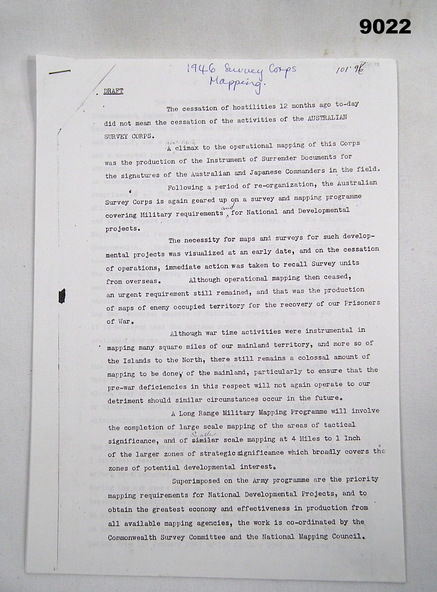 9022
1946 Survey Corps
Mapping.
101 96
DRAFT
The cessation of hostilities 12 months ago to-day
did not mean the cessation of the activities of the AUSTRALIAN
SURVEY CORPS.
A climax to the operational mapping of this Corps
was the production of the Instrument of Surrender Documents for
the signatures of the Australian and Japanese Commanders in the field.
Following a period of re-organization, the Australian
Survey Corps is again geared up on a survey and mapping programme
covering Military requirements and for National and Developmental
projects.
The necessity for maps and surveys for such develop-
mental projects was visualized at an early date, and on the cessation
of operations, immediate action was taken to recall Survey units
from overseas. Although operational mapping then ceased,
an urgent requirement still remained, and that was the production
of maps of enemy occupied territory for the recovery of our Prisoners
of War.
Although war time activities were instrumental in
mapping many square miles of our mainland territory, and more so of
the Islands to the North, there still remains a colossal amount of
mapping to be done, of the mainland, particularly to ensure that the
pre-war deficiencies in this respect will not again operate to our
detriment should similar circumstances occur in the future.
A Long Range Military Mapping Programme will involve
the completion of large scale mapping of the areas of tactical
significance, and of similar scale mapping at 4 Miles to 1 Inch
of the larger zones of strategic significance which broadly covers the
zones of potential developmental interest.
Superimposed on the Army programme are the priority
mapping requirements for National Developmental Projects, and to
obtain the greatest economy and effectiveness in production from
all available mapping agencies, the work is co-ordinated by the
Commonwealth Survey Committee and the National Mapping Council.